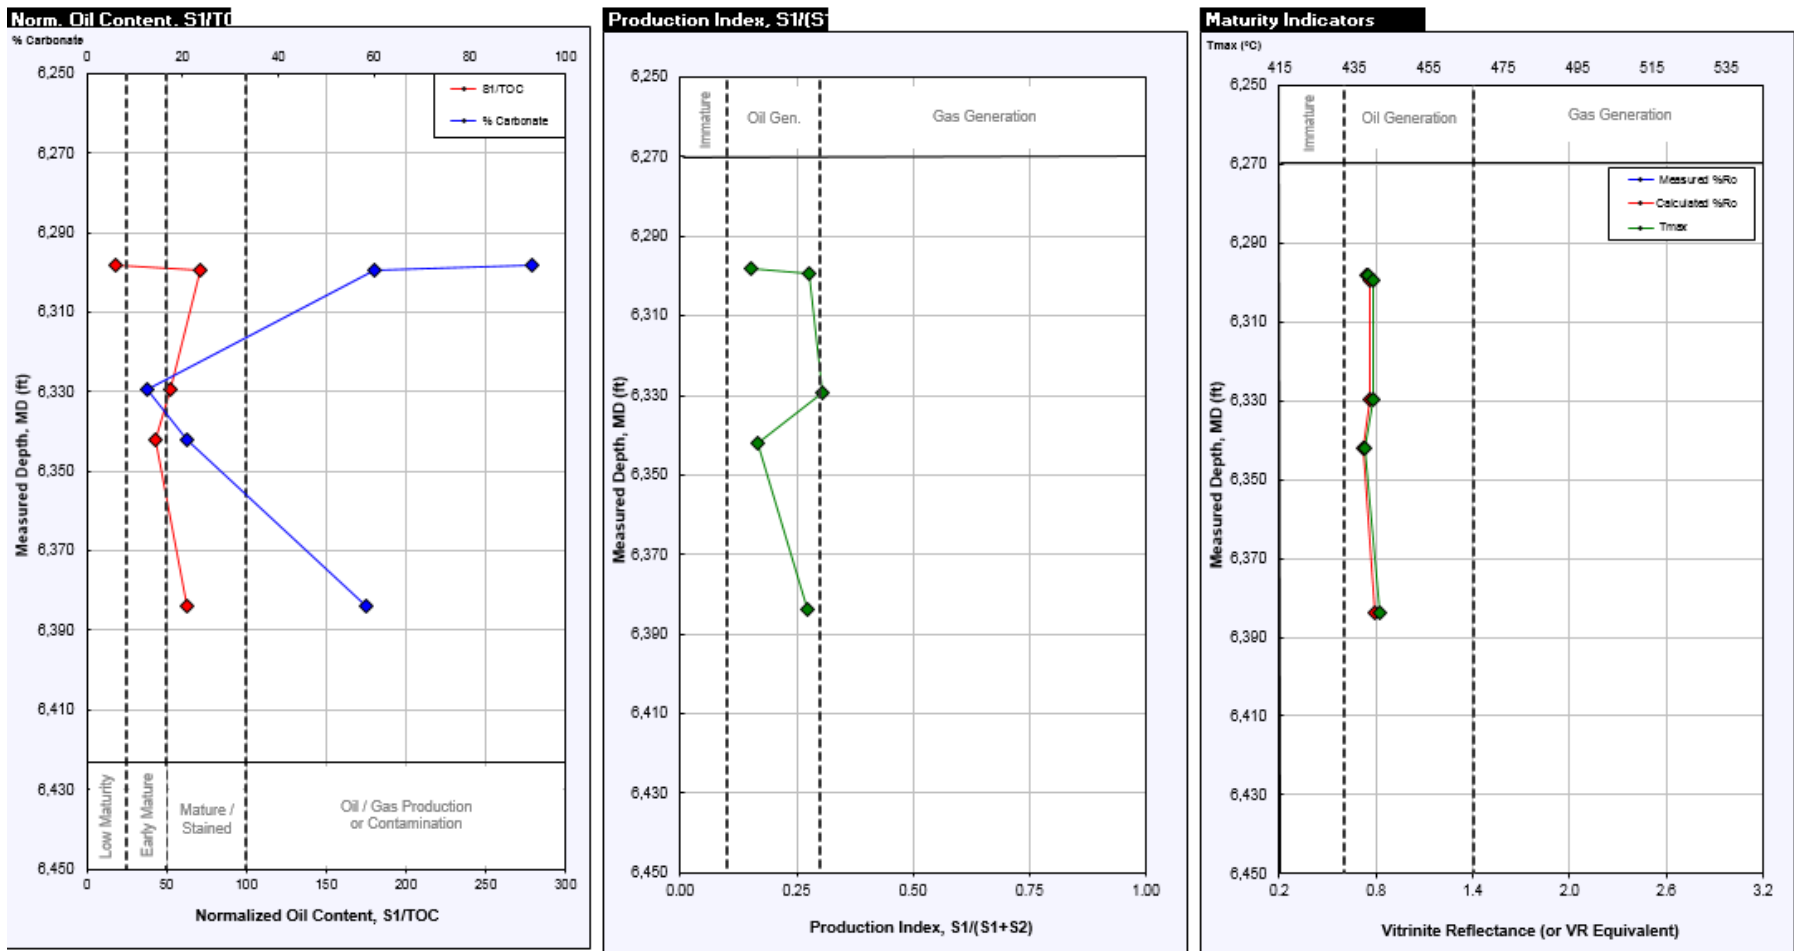 Norm. Oil Content, S1/TO
% Carbonate
0 20 40 60 80 100
S1/TOC
% Carbonate
6,250
6,270
6,290
6,310
6,330
6,350
6,370
6,390
6,410
6,430
6,450
Measured Depth, MD (ft)
Low Maturity
Early Mature
Mature /
Stained
Oil / Gas Production
or Contamination
0 50 100 150 200 250 300
Normalized Oil Content, S1/TOC
Production Index, S1/(S1
6,250
6,270
6,290
6,310
6,330
6,350
6,370
6,390
6,410
6,430
6,450
Measured Depth, MD (ft)
Immature
Oil Gen.
Gas Generation
0.00 0.25 0.50 0.75 1.00
Production Index, S1/(S1+S2)
Maturity Indicators
Tmax (ºC)
415 435 455 475 495 515 535
6,250
6,270
6,290
6,310
6,330
6,350
6,370
6,390
6,410
6,430
6,450
Measured Depth, MD (ft)
Immature
Oil Generation
Gas Generation
Measured %Ro
Calculated %Ro
Tmax
0.2 0.8 1.4 2.0 2.6 3.2
Vitrinite Reflectance (or VR Equivalent)